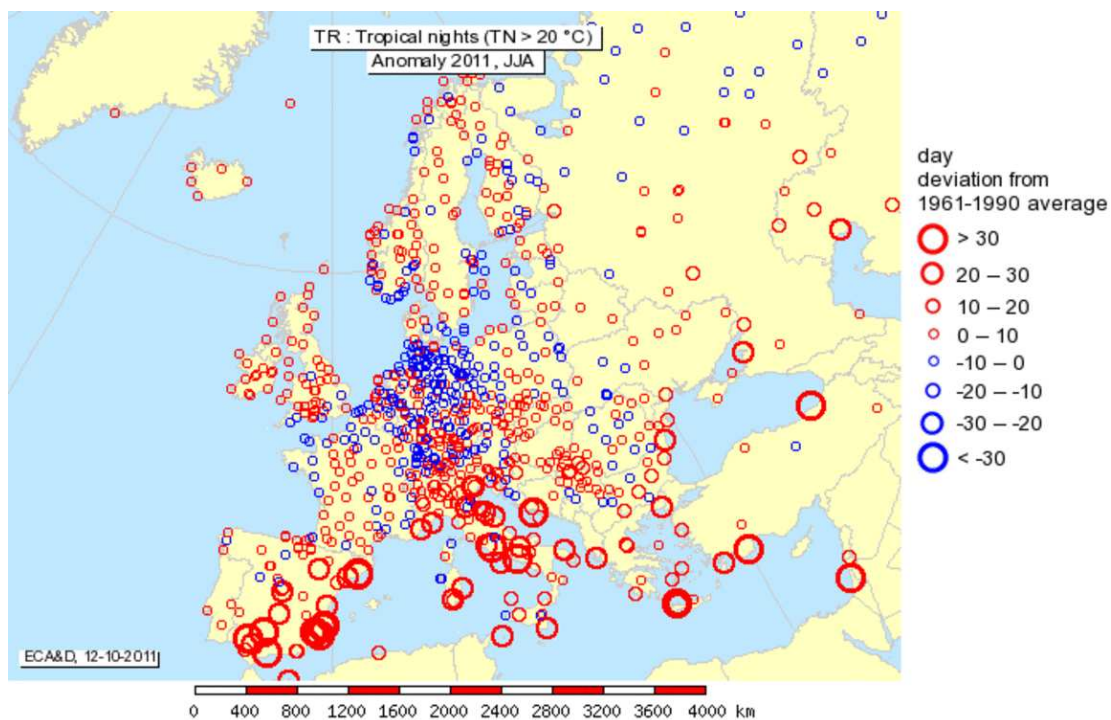 TR : Tropical nights (TN > 20 °C)
Anomaly 2011, JJA
day
deviation from
1961-1990 average
> 30
20 – 30
10 – 20
0 – 10
-10 – 0
-20 – -10
-30 – -20
< -30
ECA&D, 12-10-2011
0 400 800 1200 1600 2000 2400 2800 3200 3600 4000 km